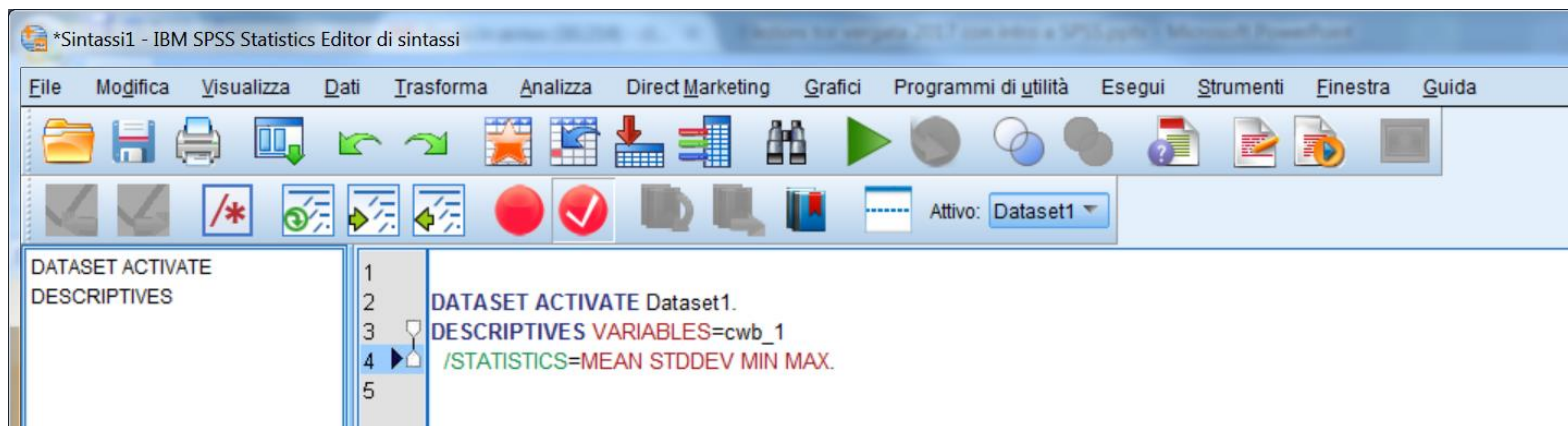 *Sintassi1 - IBM SPSS Statistics Editor di sintassi
File Modifica Visualizza Dati Trasforma Analizza Direct Marketing Grafici Programmi di utilità Esegui Strumenti Finestra Guida
/*
Attivo: Dataset1
DATASET ACTIVATE
DESCRIPTIVES
1
2 DATASET ACTIVATE Dataset1.
3 DESCRIPTIVES VARIABLES=cwb_1
4 /STATISTICS=MEAN STDDEV MIN MAX.
5